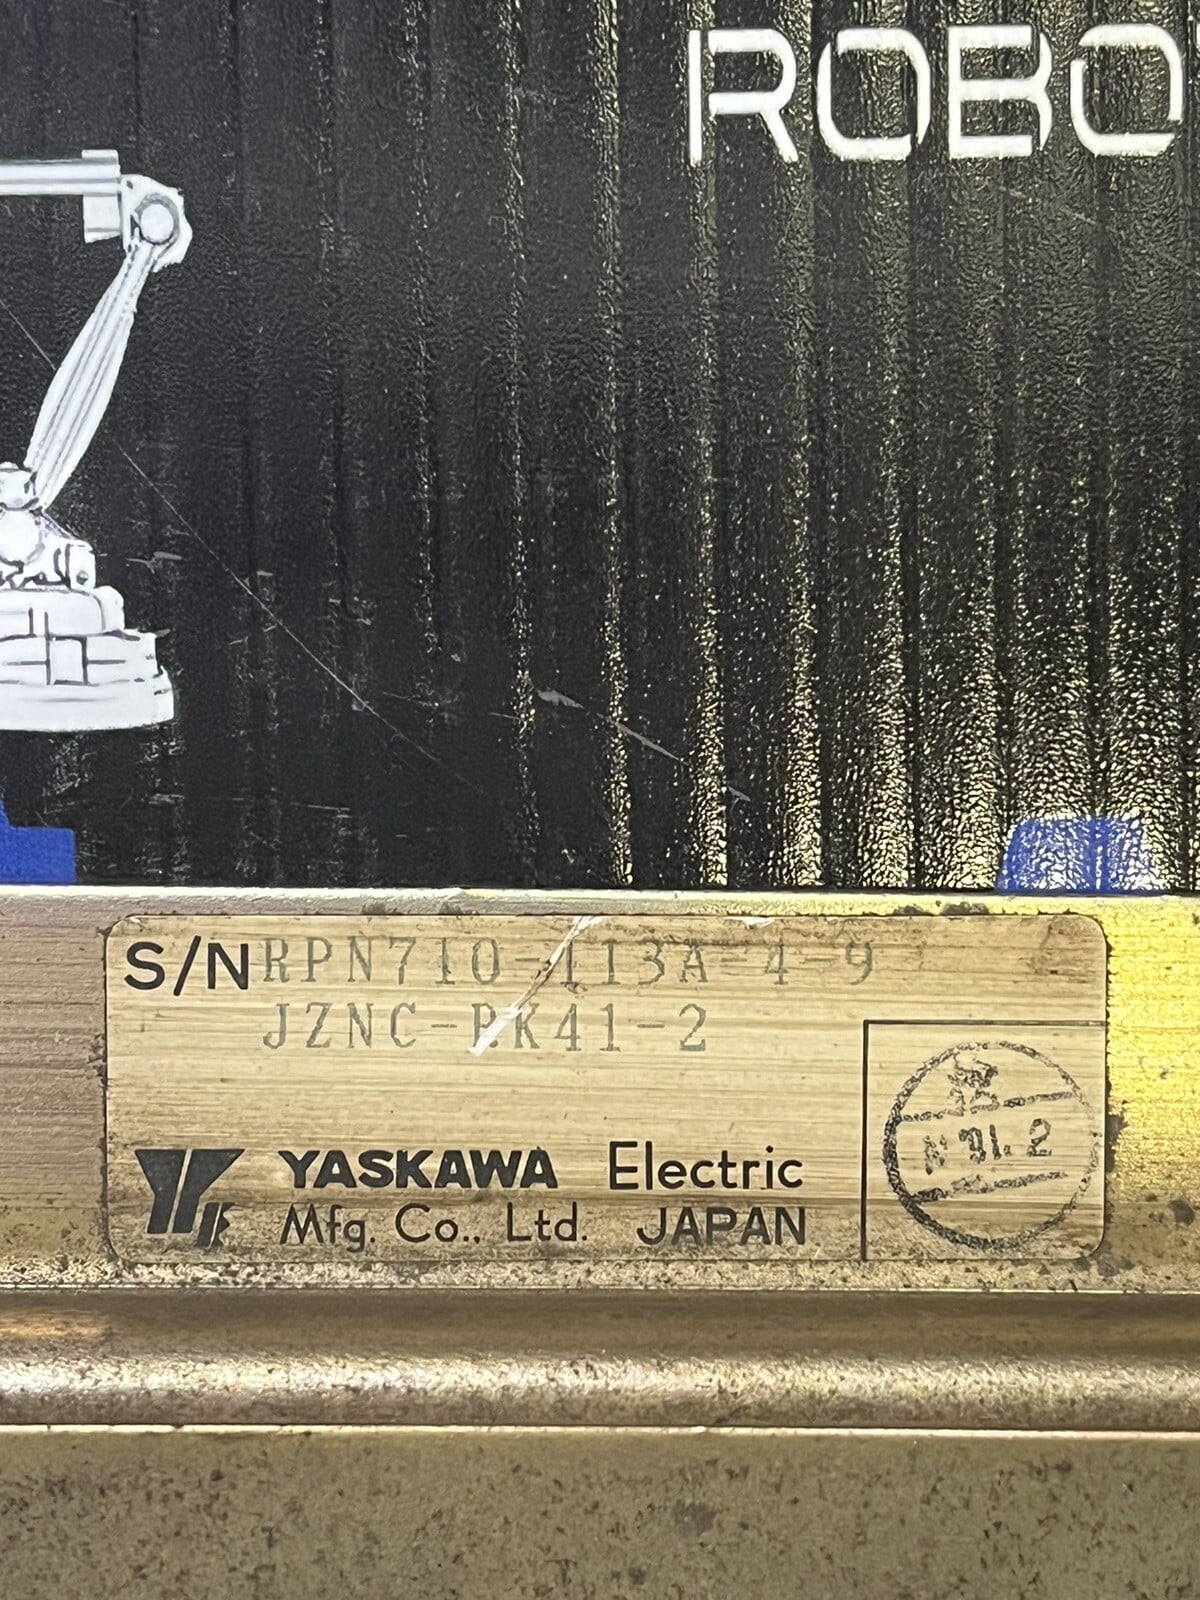 ROBO
S/N RPN710-113A-4-9
JZNC-RK41-2
YASKAWA Electric
Mfg. Co., Ltd. JAPAN